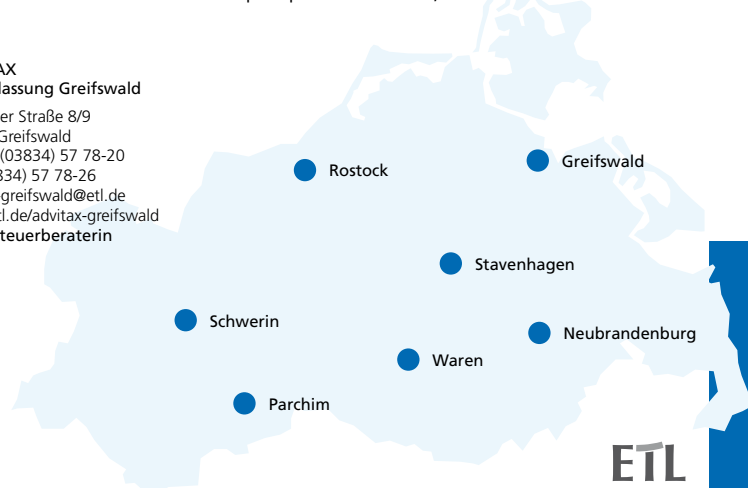 AX
lassung Greifswald
er Straße 8/9
Greifswald
(03834) 57 78-20
834) 57 78-26
greifswald@etl.de
tl.de/advitax-greifswald
teuerberaterin
Rostock
Greifswald
Stavenhagen
Schwerin
Neubrandenburg
Waren
Parchim
ETL